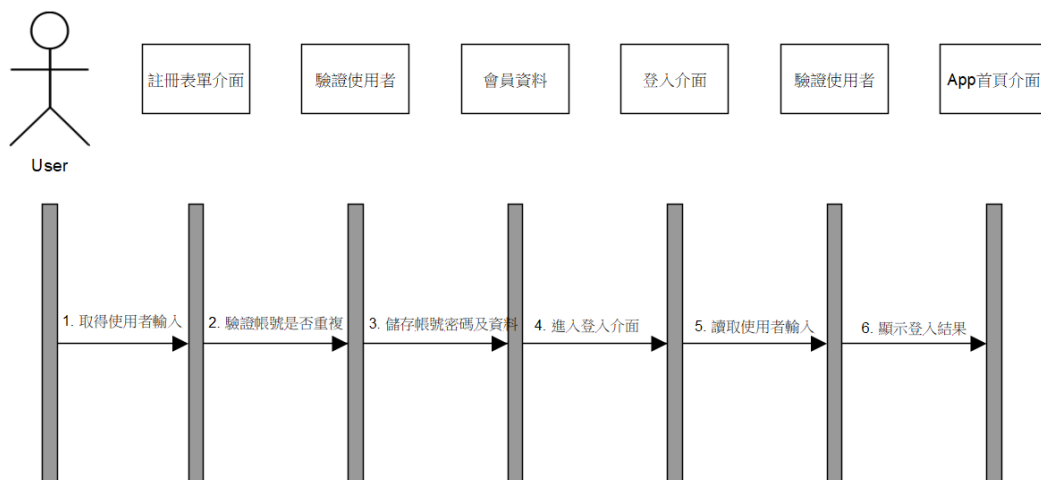 註冊表單介面
驗證使用者
會員資料
登入介面
驗證使用者
App首頁介面
User
1. 取得使用者輸入
2. 驗證帳號是否重複
3. 儲存帳號密碼及資料
4. 進入登入介面
5. 讀取使用者輸入
6. 顯示登入結果